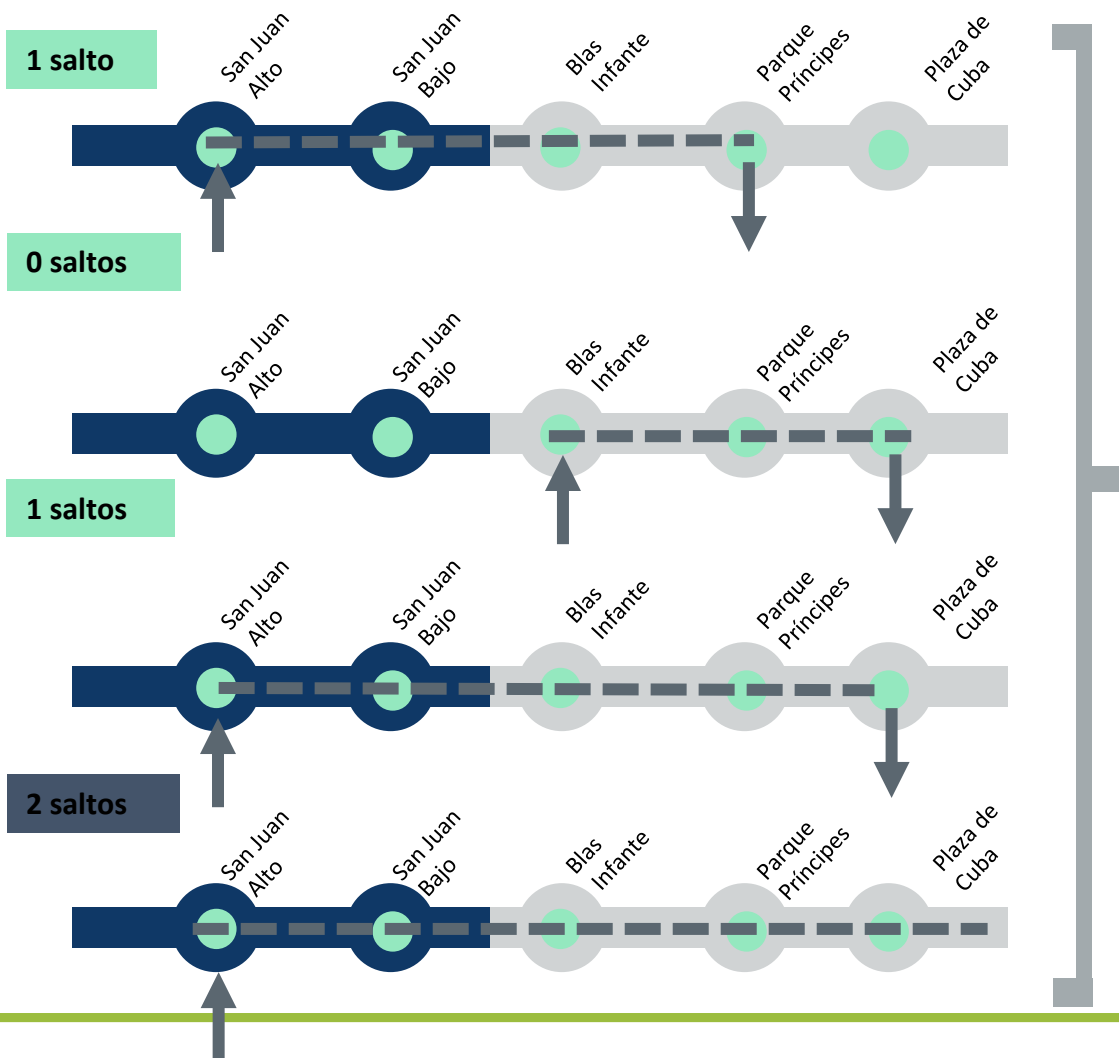 1 salto
San Juan
Alto
San Juan
Bajo
Blas
Infante
Parque
Príncipes
Plaza de
Cuba
0 saltos
San Juan
Alto
San Juan
Bajo
Blas
Infante
Parque
Príncipes
Plaza de
Cuba
1 saltos
San Juan
Alto
San Juan
Bajo
Blas
Infante
Parque
Príncipes
Plaza de
Cuba
2 saltos
San Juan
Alto
San Juan
Bajo
Blas
Infante
Parque
Príncipes
Plaza de
Cuba